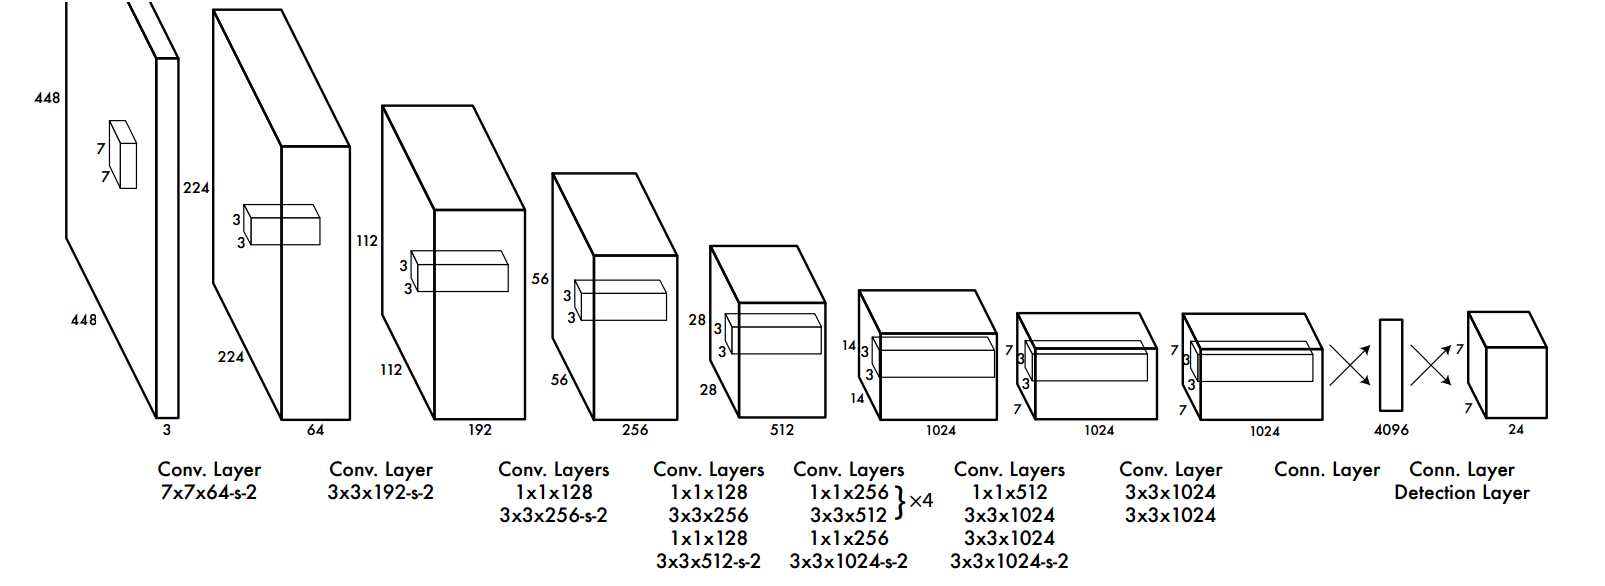 448
7
7
448
3
224
3
3
224
64
112
3
3
112
192
56
3
3
56
256
28
3
3
28
512
14
3
3
14
1024
7
3
3
7
1024
7
3
3
7
1024
4096
7
7
24
Conv. Layer
7x7x64-s-2
Conv. Layer
3x3x192-s-2
Conv. Layers
1x1x128
3x3x256-s-2
Conv. Layers
1x1x128
3x3x256
1x1x128
3x3x512-s-2
Conv. Layers
1x1x256
3x3x512
} ×4
1x1x256
3x3x1024-s-2
Conv. Layers
1x1x512
3x3x1024
3x3x1024
3x3x1024-s-2
Conv. Layer
3x3x1024
3x3x1024
Conn. Layer
Conn. Layer
Detection Layer